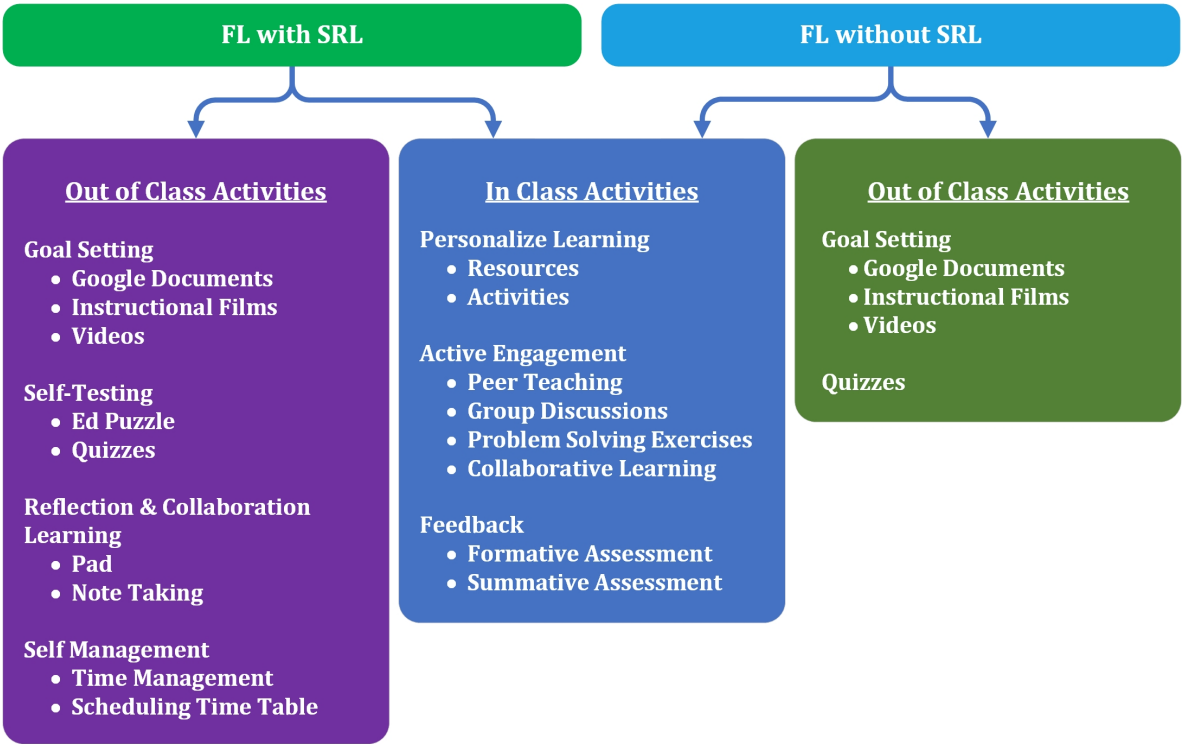 FL with SRL
FL without SRL
Out of Class Activities
Goal Setting
• Google Documents
• Instructional Films
• Videos
Self-Testing
• Ed Puzzle
• Quizzes
Reflection & Collaboration
Learning
• Pad
• Note Taking
Self Management
• Time Management
• Scheduling Time Table
In Class Activities
Personalize Learning
• Resources
• Activities
Active Engagement
• Peer Teaching
• Group Discussions
• Problem Solving Exercises
• Collaborative Learning
Feedback
• Formative Assessment
• Summative Assessment
Out of Class Activities
Goal Setting
• Google Documents
• Instructional Films
• Videos
Quizzes